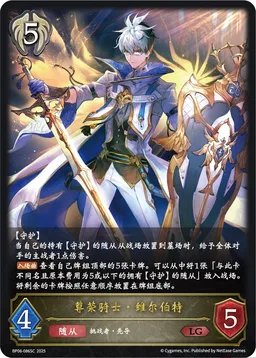 5
【守护】
当自己的持有【守护】的随从从战场放置到墓场时，给予全体对
手的主战者1点伤害。
入场曲 查看自己牌组顶部的5张卡牌。可以从中将1张『与此卡
不同名且原本费用为5点以下的拥有【守护】的随从』放入战场。
将剩余的卡牌按照任意顺序放置在牌组底部。
尊荣骑士·维尔伯特
4
随从
挑战者·先导
LG
5
BP06-086SC 2025
© Cygames, Inc. Published by NetEase Games